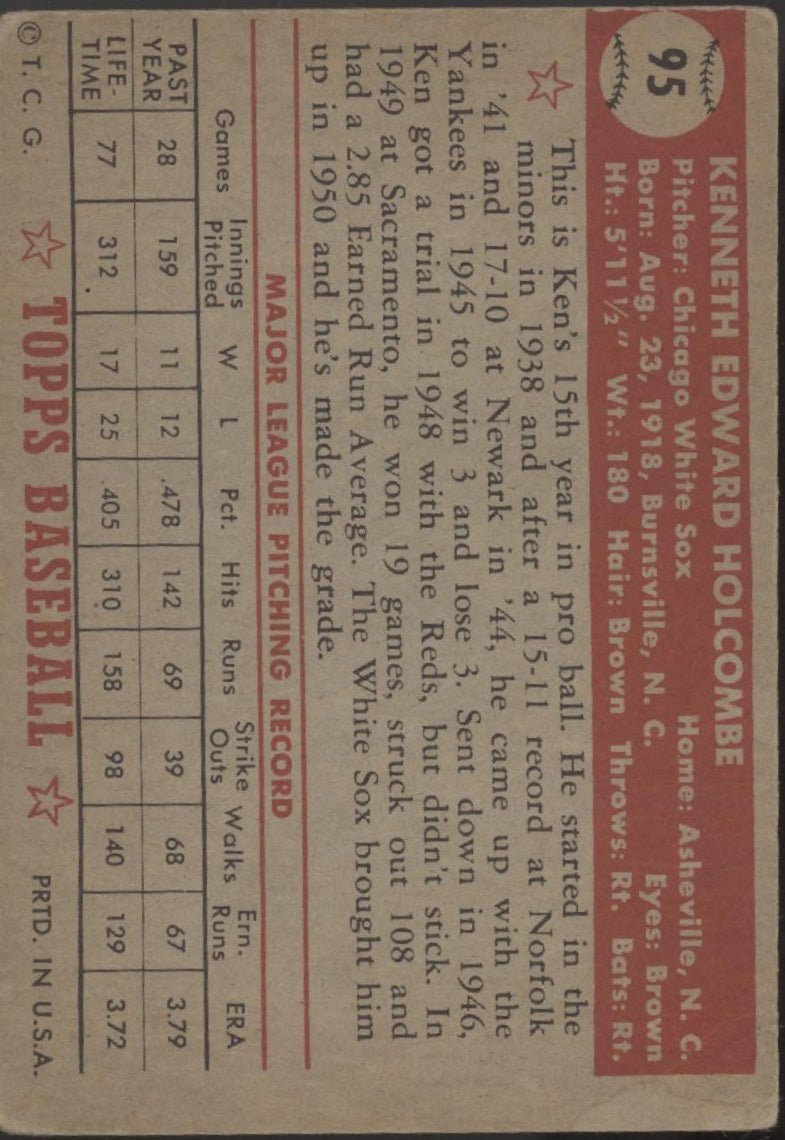 95
KENNETH EDWARD HOLCOMBE
Pitcher: Chicago White Sox Home: Asheville, N. C.
Born: Aug. 23, 1918, Burnsville, N. C. Eyes: Brown
Ht.: 5'11½" Wt.: 180 Hair: Brown Throws: Rt. Bats: Rt.
This is Ken's 15th year in pro ball. He started in the
minors in 1938 and after a 15-11 record at Norfolk
in '41 and 17-10 at Newark in '44, he came up with the
Yankees in 1945 to win 3 and lose 3. Sent down in 1946,
Ken got a trial in 1948 with the Reds, but didn't stick. In
1949 at Sacramento, he won 19 games, struck out 108 and
had a 2.85 Earned Run Average. The White Sox brought him
up in 1950 and he's made the grade.
MAJOR LEAGUE PITCHING RECORD
Games Innings Pitched W L Pct. Hits Runs Strike Outs Walks Ern. Runs ERA
PAST YEAR 28 159 11 12 .478 142 69 39 68 67 3.79
LIFE-TIME 77 312 17 25 .405 310 158 98 140 129 3.72
© T. C. G. TOPPS BASEBALL PRTD. IN U.S.A.